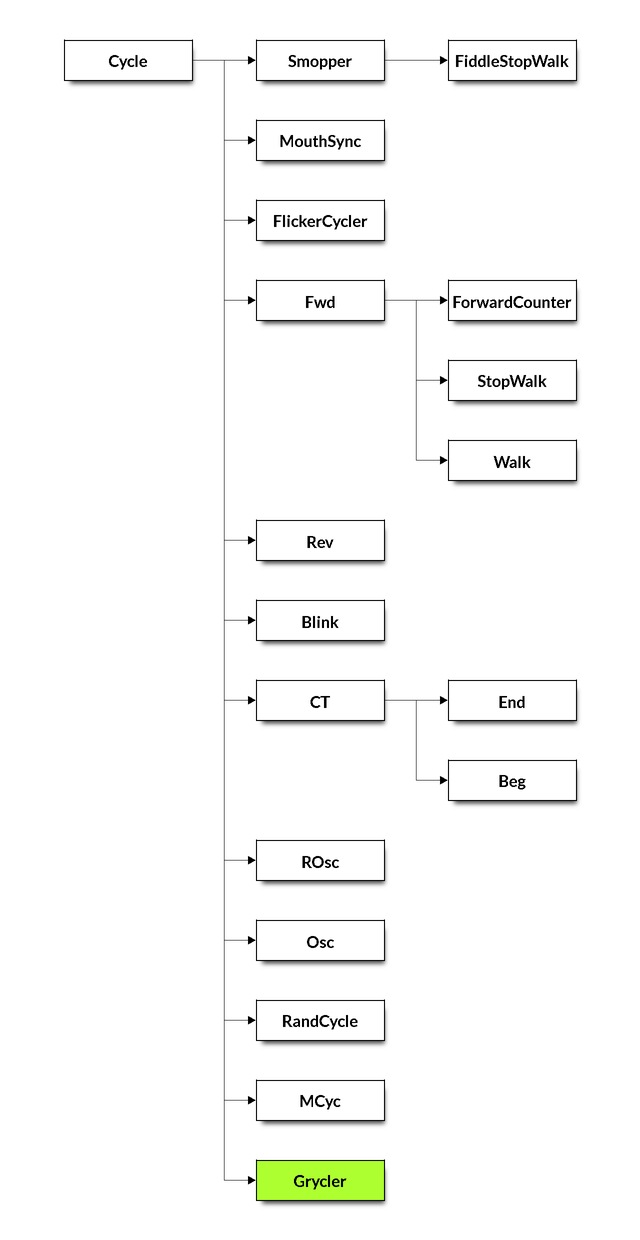 Cycle
Smopper
FiddleStopWalk
MouthSync
FlickerCycler
Fwd
ForwardCounter
StopWalk
Walk
Rev
Blink
CT
End
Beg
ROsc
Osc
RandCycle
MCyc
Grycler